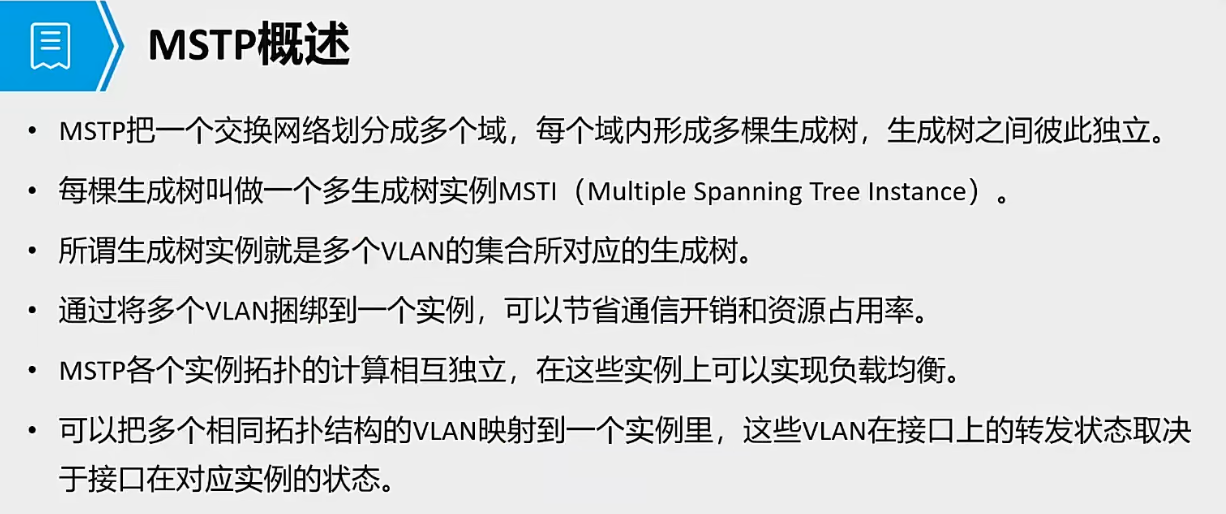 MSTP概述
• MSTP把一个交换网络划分成多个域，每个域内形成多棵生成树，生成树之间彼此独立。
• 每棵生成树叫做一个多生成树实例MSTI（Multiple Spanning Tree Instance）。
• 所谓生成树实例就是多个VLAN的集合所对应的生成树。
• 通过将多个VLAN捆绑到一个实例，可以节省通信开销和资源占用率。
• MSTP各个实例拓扑的计算相互独立，在这些实例上可以实现负载均衡。
• 可以把多个相同拓扑结构的VLAN映射到一个实例里，这些VLAN在接口上的转发状态取决
于接口在对应实例的状态。